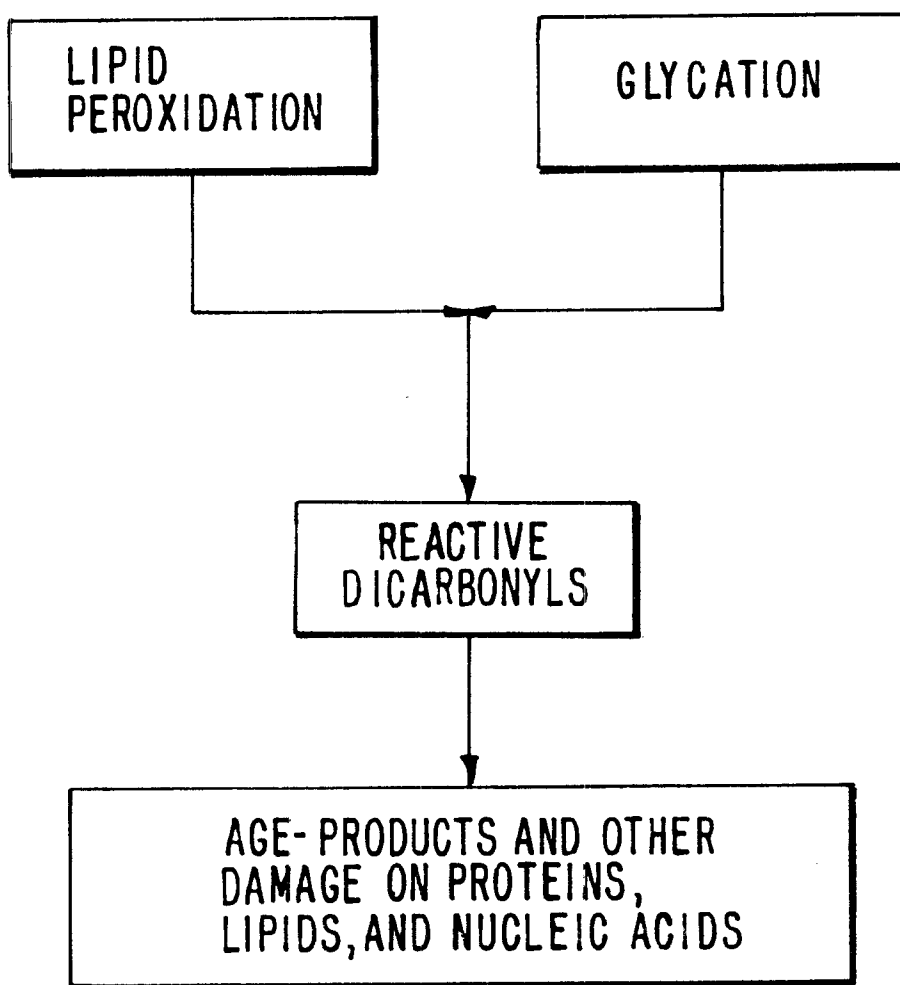 LIPID
PEROXIDATION
GLYCATION
REACTIVE
DICARBONYLS
AGE-PRODUCTS AND OTHER
DAMAGE ON PROTEINS,
LIPIDS, AND NUCLEIC ACIDS